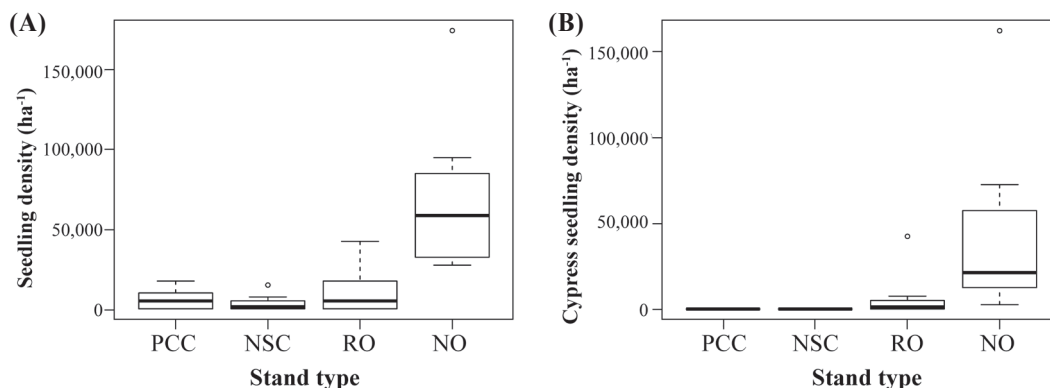 (A)
Seedling density (ha-1)
150,000
100,000
50,000
0
PCC NSC RO NO
Stand type
(B)
Cypress seedling density (ha-1)
150,000
100,000
50,000
0
PCC NSC RO NO
Stand type